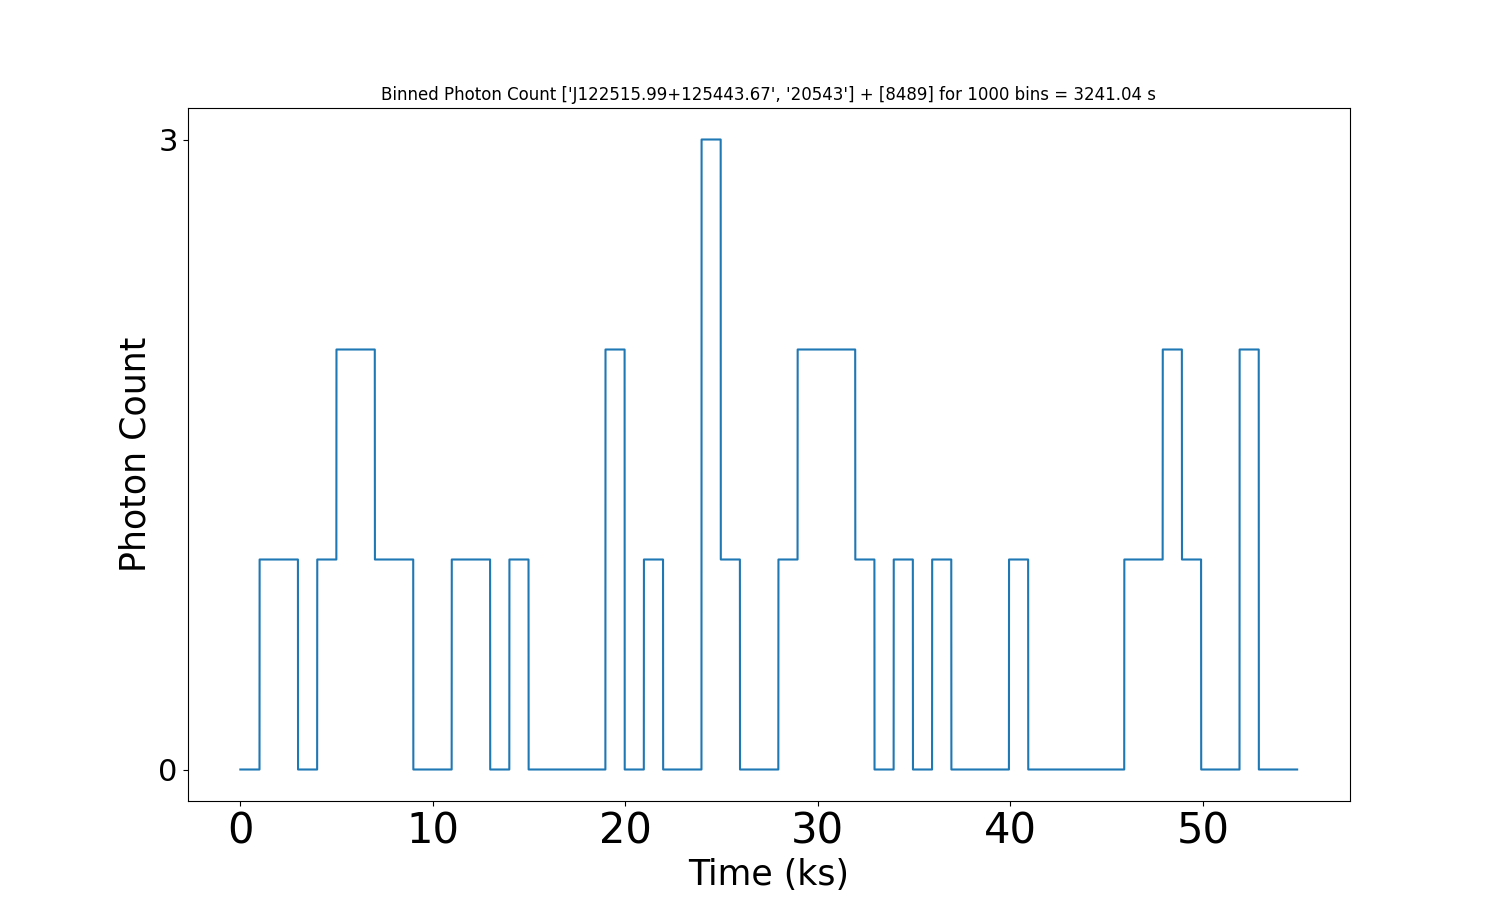 Binned Photon Count ['J122515.99+125443.67', '20543'] + [8489] for 1000 bins = 3241.04 s
3
Photon Count
0
0 10 20 30 40 50
Time (ks)